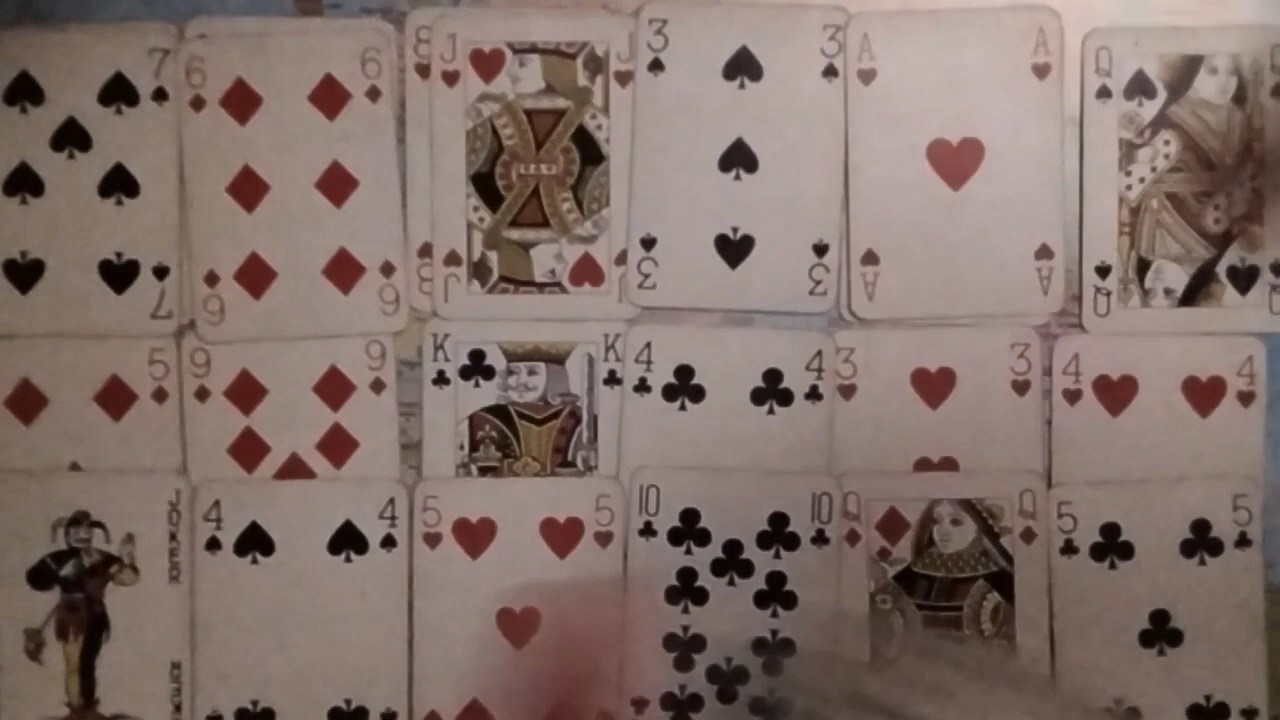 7 6 6 8 J J 3 3 A A Q
7 9 9 8 J 3 3 A A Q
5 9 9 K K 4 4 3 3 4 4
JOKER 4 4 5 5 10 10 Q Q 5 5